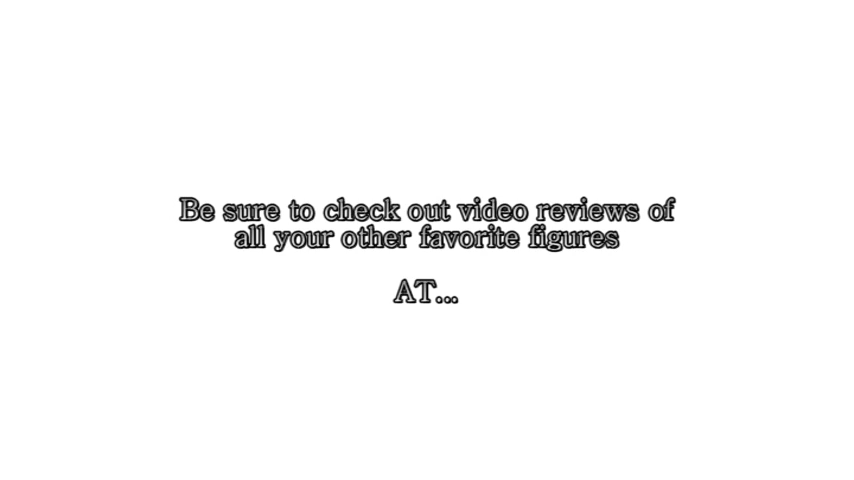 Be sure to check out video reviews of
all your other favorite figures
AT...